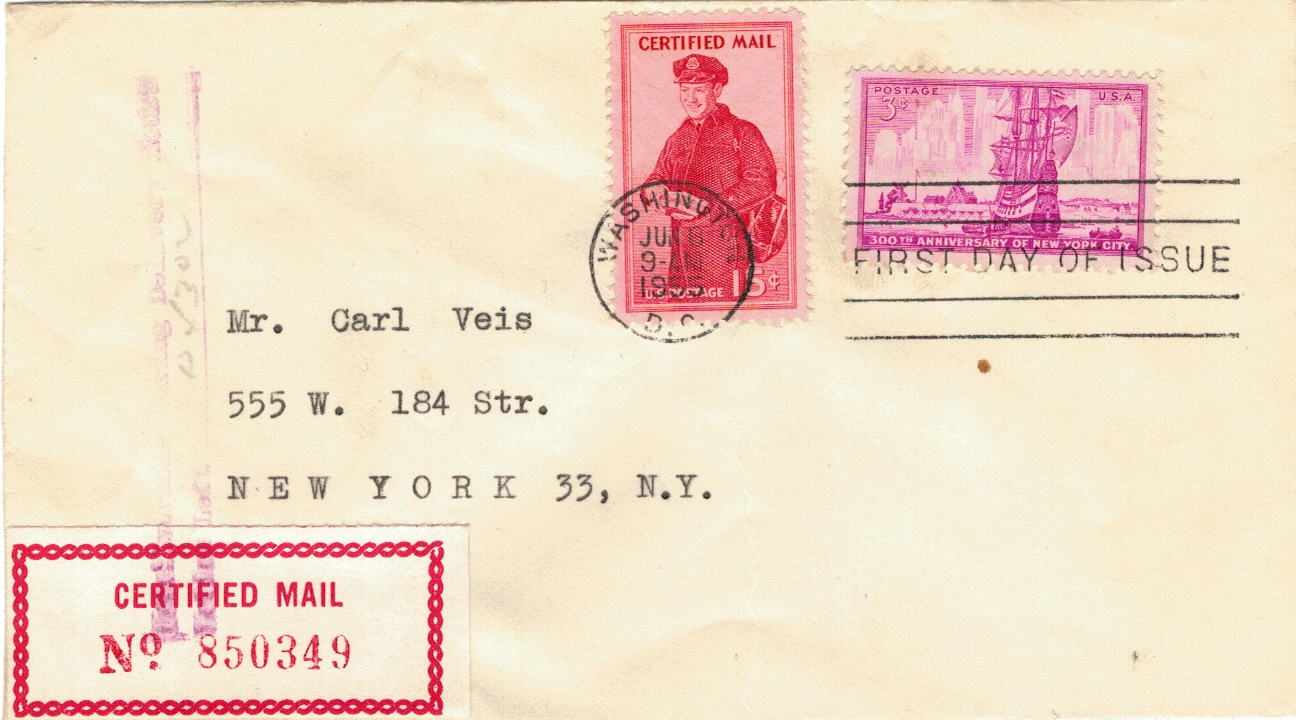 CERTIFIED MAIL
15¢
POSTAGE
U.S.A.
3¢
300TH ANNIVERSARY OF NEW YORK CITY
WASHINGTON
JUN 6
9-AM
1955
D.C.
FIRST DAY OF ISSUE
Mr. Carl Veis
555 W. 184 Str.
NEW YORK 33, N.Y.
CERTIFIED MAIL
Nº 850349